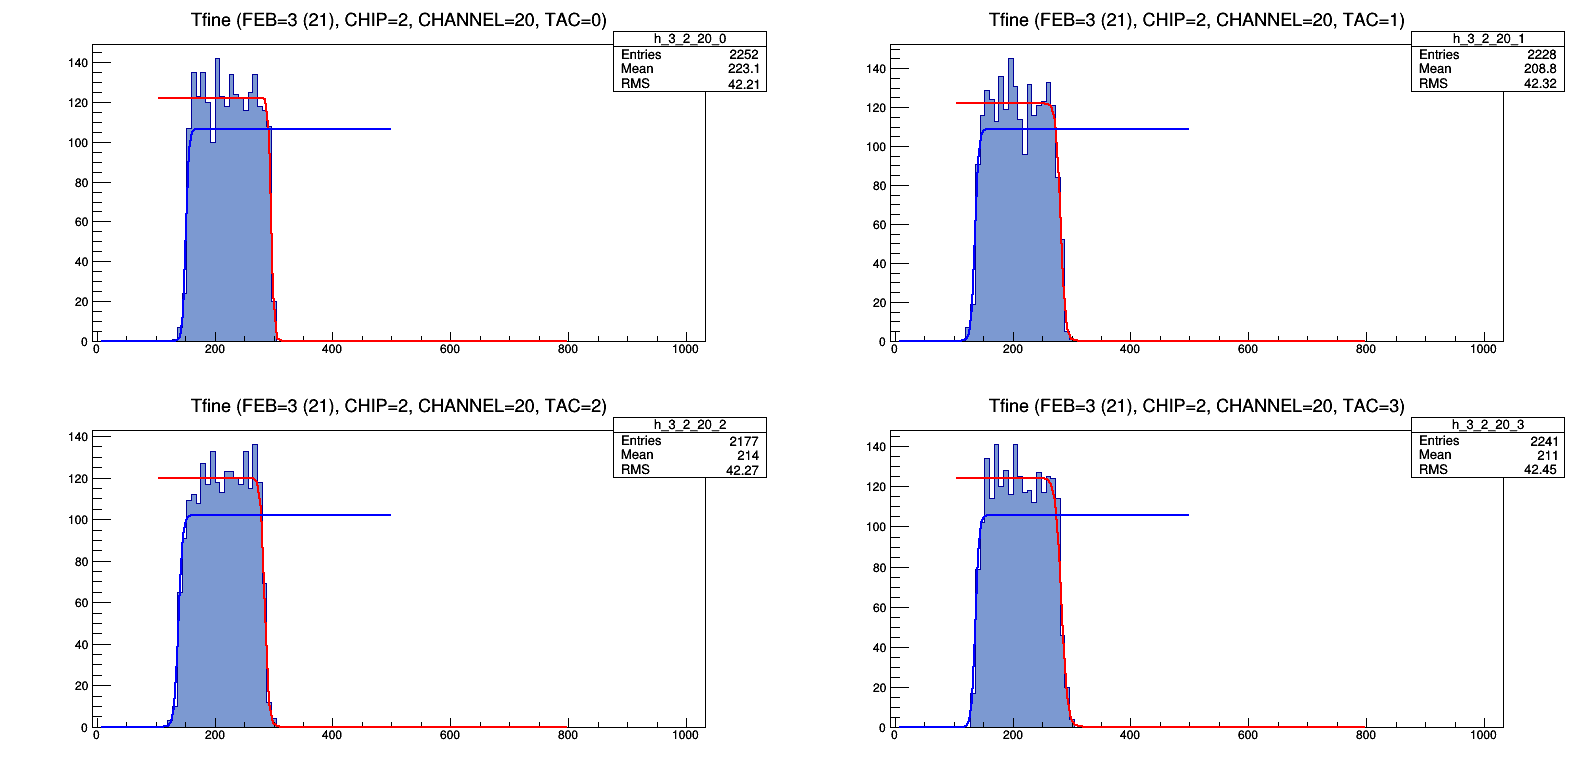 Tfine (FEB=3 (21), CHIP=2, CHANNEL=20, TAC=0)
h_3_2_20_0
Entries 2252
Mean 223.1
RMS 42.21
140
120
100
80
60
40
20
0
0 200 400 600 800 1000
Tfine (FEB=3 (21), CHIP=2, CHANNEL=20, TAC=1)
h_3_2_20_1
Entries 2228
Mean 208.8
RMS 42.32
140
120
100
80
60
40
20
0
0 200 400 600 800 1000
Tfine (FEB=3 (21), CHIP=2, CHANNEL=20, TAC=2)
h_3_2_20_2
Entries 2177
Mean 214
RMS 42.27
140
120
100
80
60
40
20
0
0 200 400 600 800 1000
Tfine (FEB=3 (21), CHIP=2, CHANNEL=20, TAC=3)
h_3_2_20_3
Entries 2241
Mean 211
RMS 42.45
140
120
100
80
60
40
20
0
0 200 400 600 800 1000